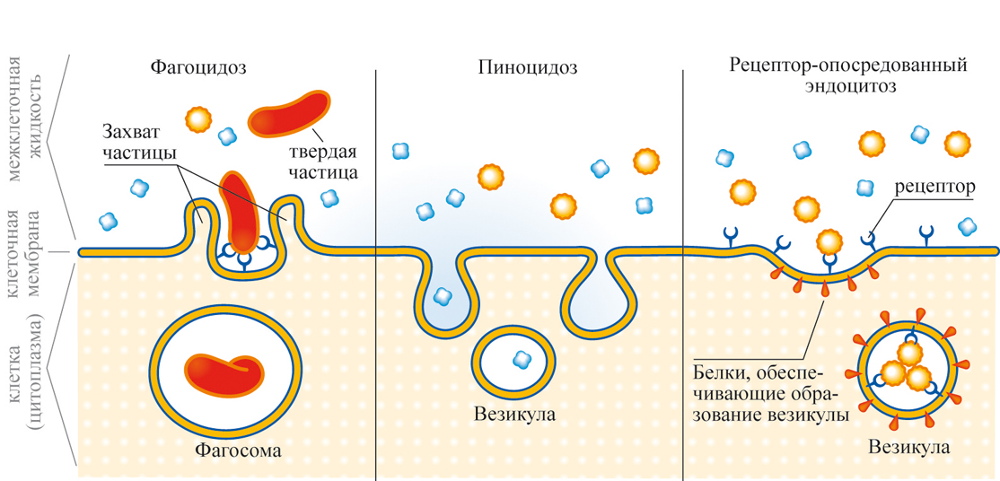 Фагоцидоз
Пиноцидоз
Рецептор-опосредованный
эндоцитоз
межклеточная
жидкость
клеточная
мембрана
клетка
(цитоплазма)
Захват
частицы
твердая
частица
рецептор
Фагосома
Везикула
Белки, обеспе-
чивающие обра-
зование везикулы
Везикула